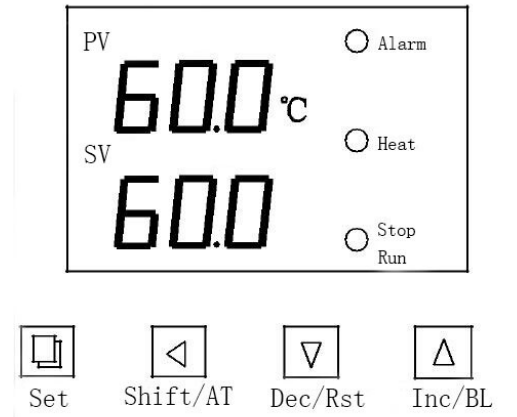 PV
60.0 ℃
SV
60.0
Alarm
Heat
Stop
Run
Set
Shift/AT
Dec/Rst
Inc/BL